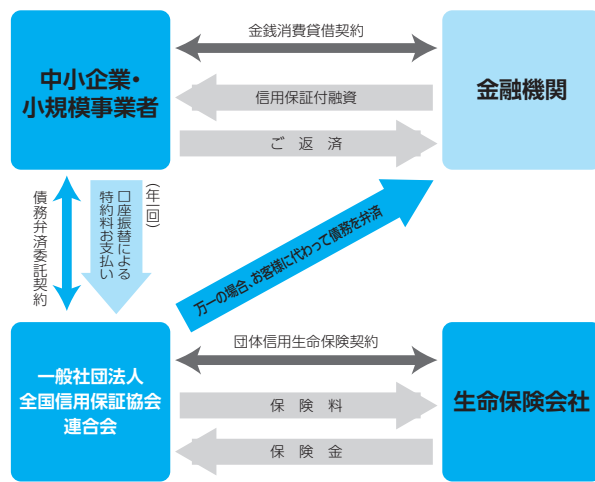 中小企業・
小規模事業者
金銭消費貸借契約
信用保証付融資
ご返済
金融機関
債務弁済委託契約
(年一回)
口座振替による
特約料お支払い
万一の場合、お客様に代わって債務を弁済
一般社団法人
全国信用保証協会
連合会
団体信用生命保険契約
保険料
保険金
生命保険会社